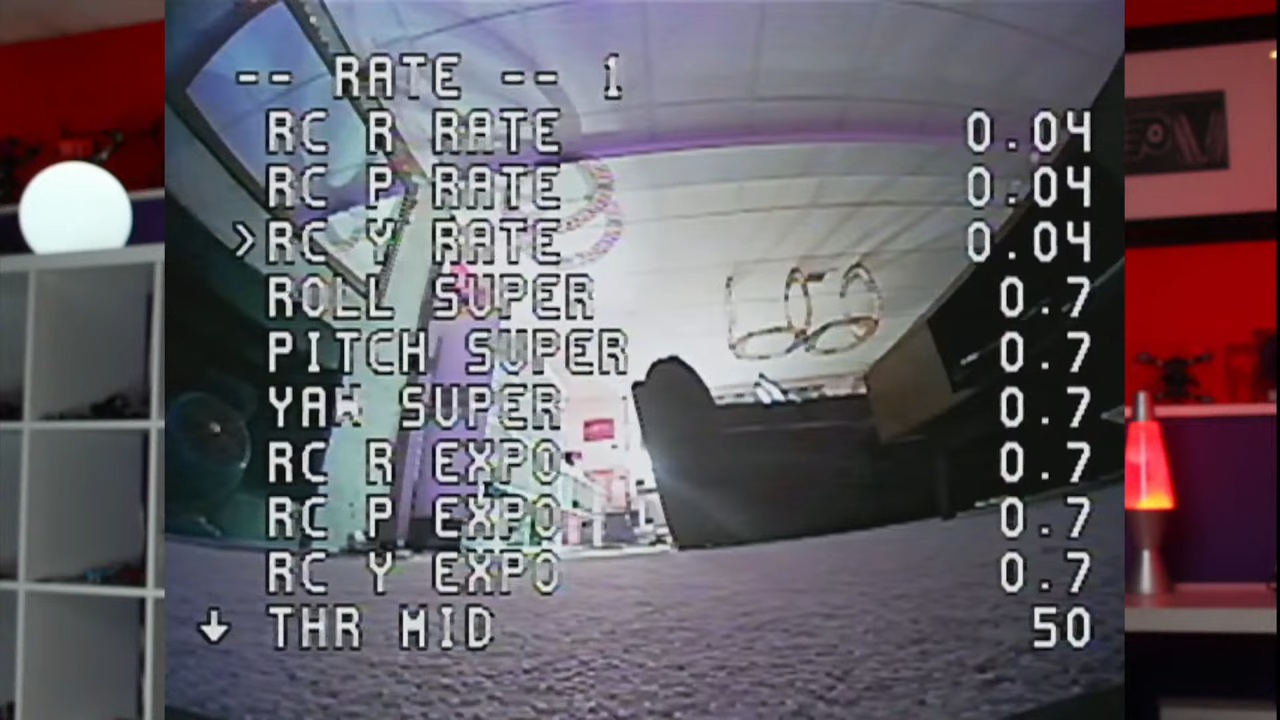 -- RATE -- 1
RC R RATE 0.04
RC P RATE 0.04
>RC Y RATE 0.04
ROLL SUPER 0.7
PITCH SUPER 0.7
YAW SUPER 0.7
RC R EXPO 0.7
RC P EXPO 0.7
RC Y EXPO 0.7
↓ THR MID 50